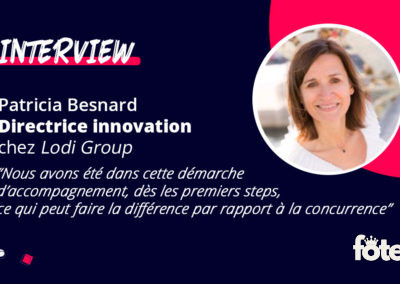 INTERVIEW
Patricia Besnard
Directrice innovation
chez Lodi Group
"Nous avons été dans cette démarche
d'accompagnement, dès les premiers steps,
ce qui peut faire la différence par rapport à la concurrence"